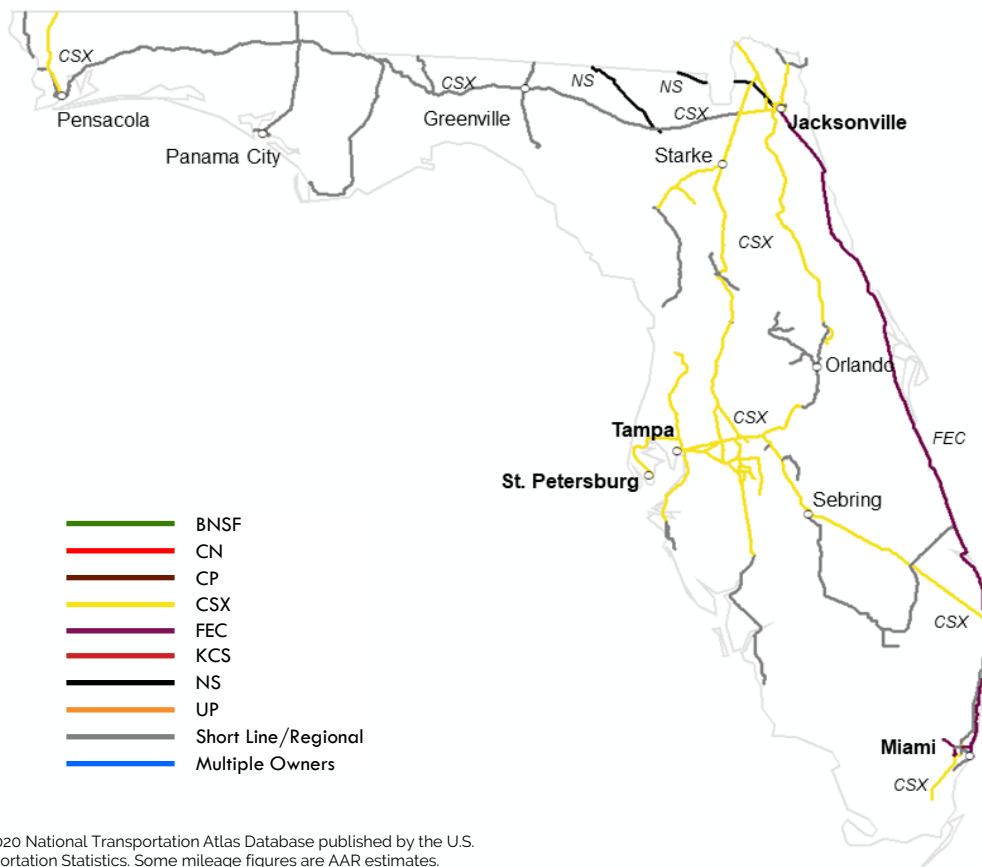 CSX
Pensacola
Panama City
CSX
Greenville
NS
NS
CSX
Jacksonville
Starke
CSX
Orlando
CSX
Tampa
St. Petersburg
FEC
Sebring
CSX
Miami
CSX
BNSF
CN
CP
CSX
FEC
KCS
NS
UP
Short Line/Regional
Multiple Owners
020 National Transportation Atlas Database published by the U.S.
ortation Statistics. Some mileage figures are AAR estimates.